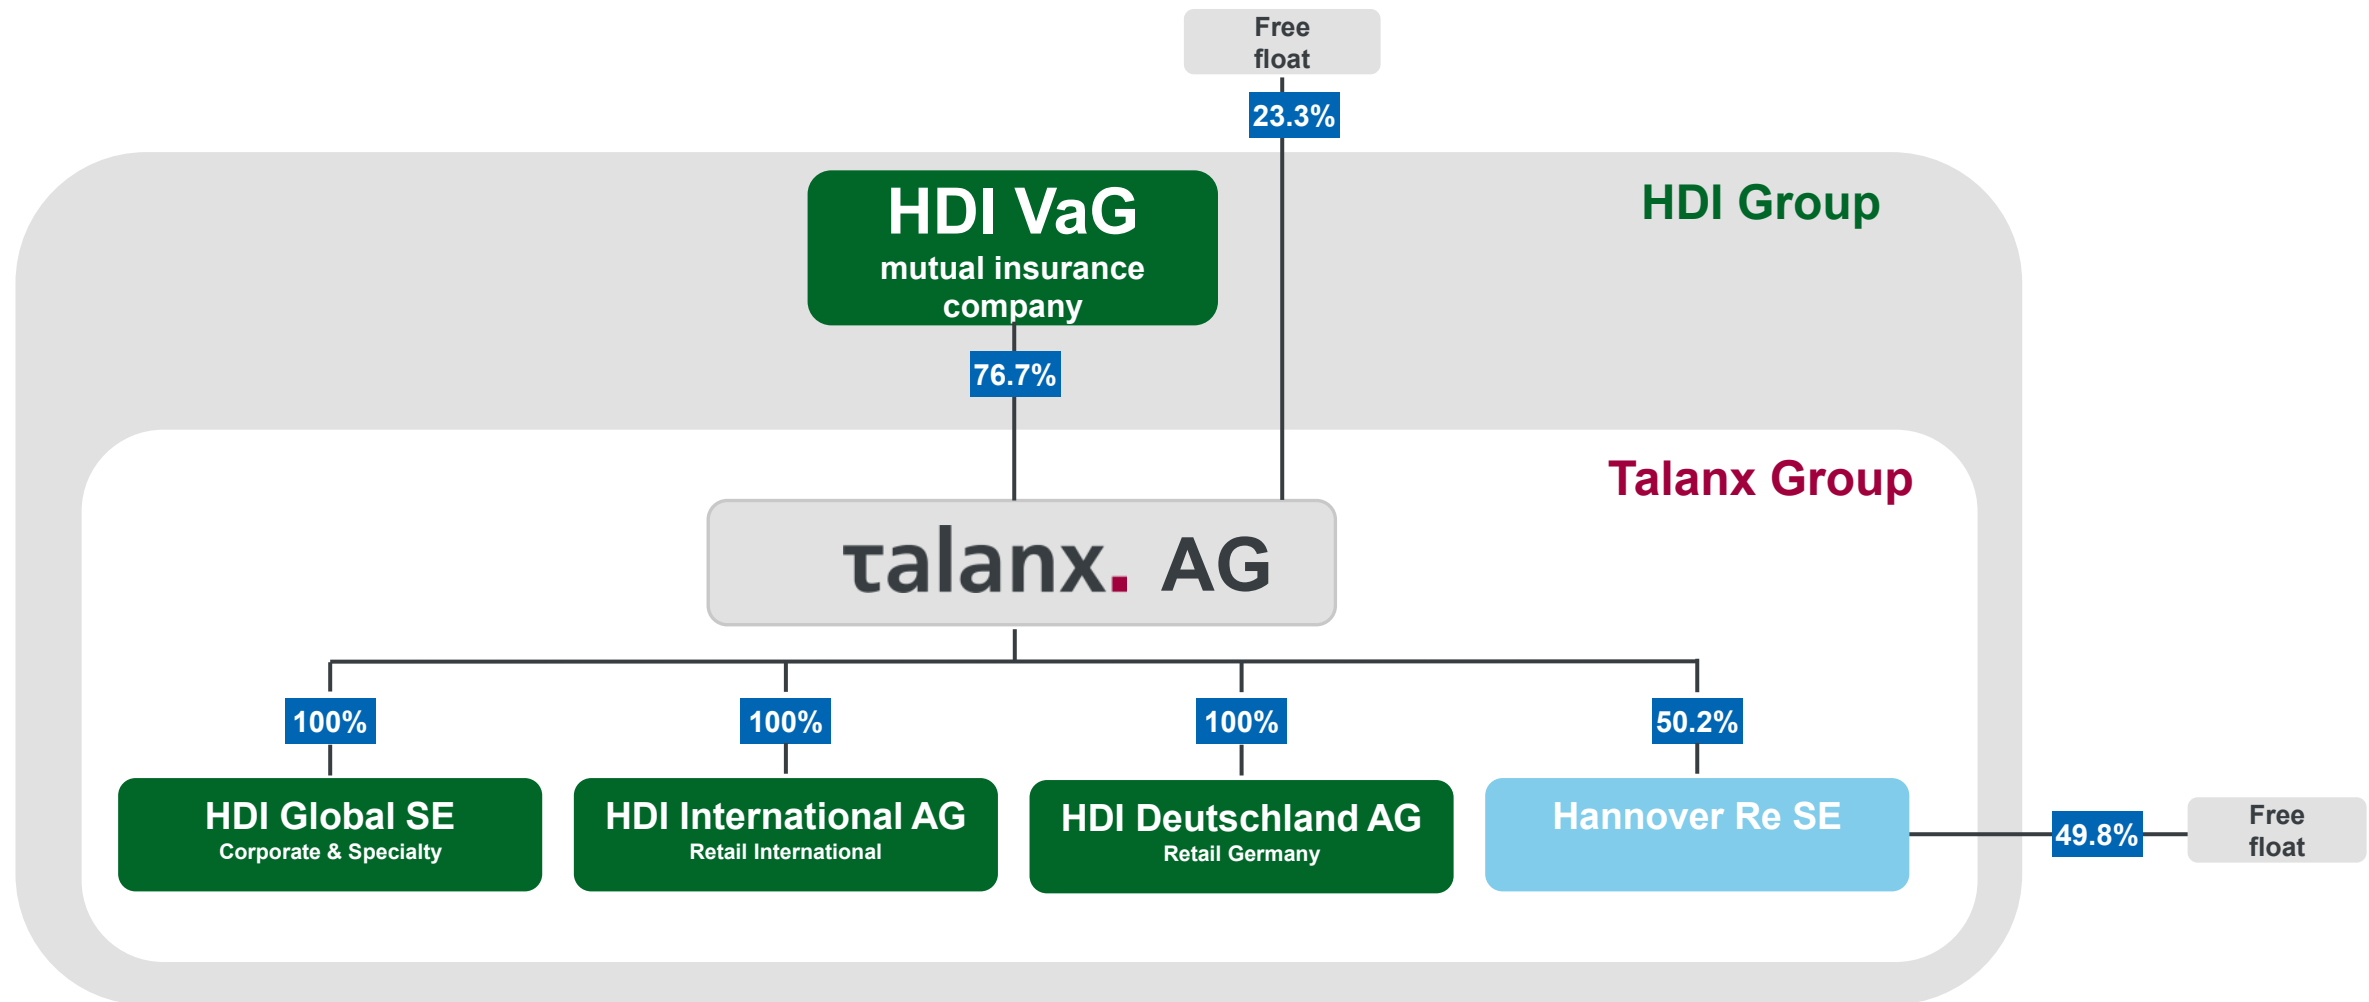 Free
float
23.3%
HDI VaG
mutual insurance
company
HDI Group
76.7%
Talanx Group
τalanx. AG
100%
100%
100%
50.2%
HDI Global SE
Corporate & Specialty
HDI International AG
Retail International
HDI Deutschland AG
Retail Germany
Hannover Re SE
49.8%
Free
float